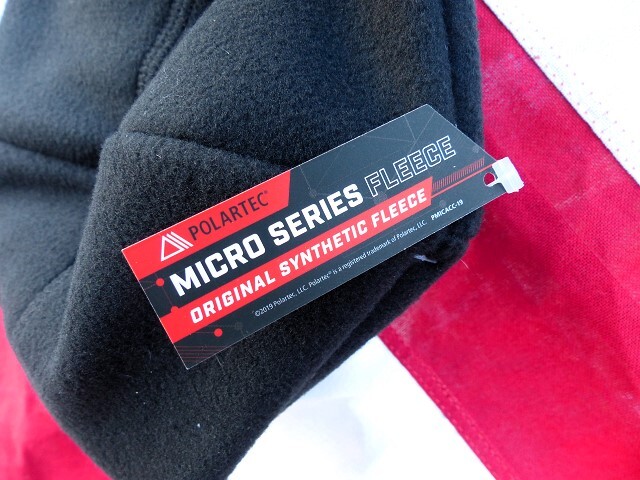 POLARTEC®
MICRO SERIES FLEECE
ORIGINAL SYNTHETIC FLEECE
PMICACC-19
©2019 Polartec, LLC. Polartec® is a registered trademark of Polartec, LLC.